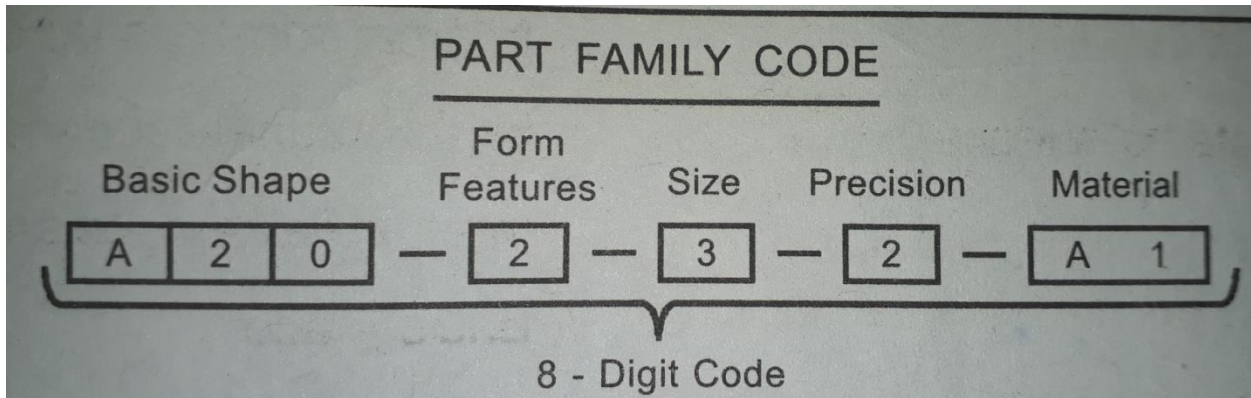 PART FAMILY CODE
Form
Basic Shape Features Size Precision Material
A 2 0 — 2 — 3 — 2 — A 1
8 - Digit Code